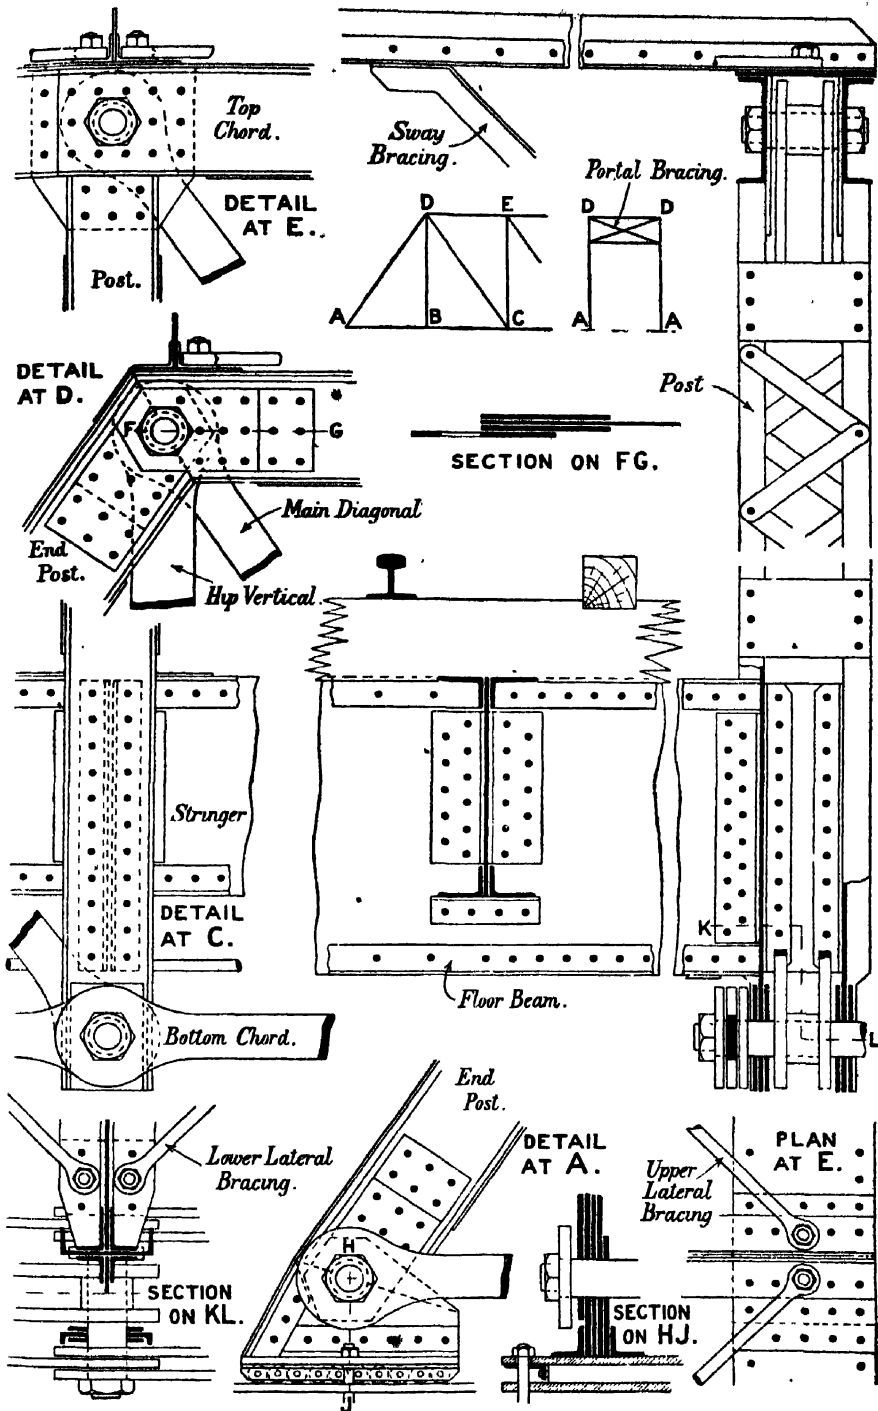 Top
Chord.
DETAIL
AT E.
Post.
Sway
Bracing.
Portal Bracing.
D
E
D
D
A
B
C
A
A
DETAIL
AT D.
F
G
Main Diagonal
End
Post.
Hip Vertical.
SECTION ON FG.
Post
Stringer
DETAIL
AT C.
Bottom Chord.
Floor Beam.
K
L
Lower Lateral
Bracing.
SECTION
ON KL.
End
Post.
DETAIL
AT A.
H
J
SECTION
ON HJ.
PLAN
AT E.
Upper
Lateral
Bracing